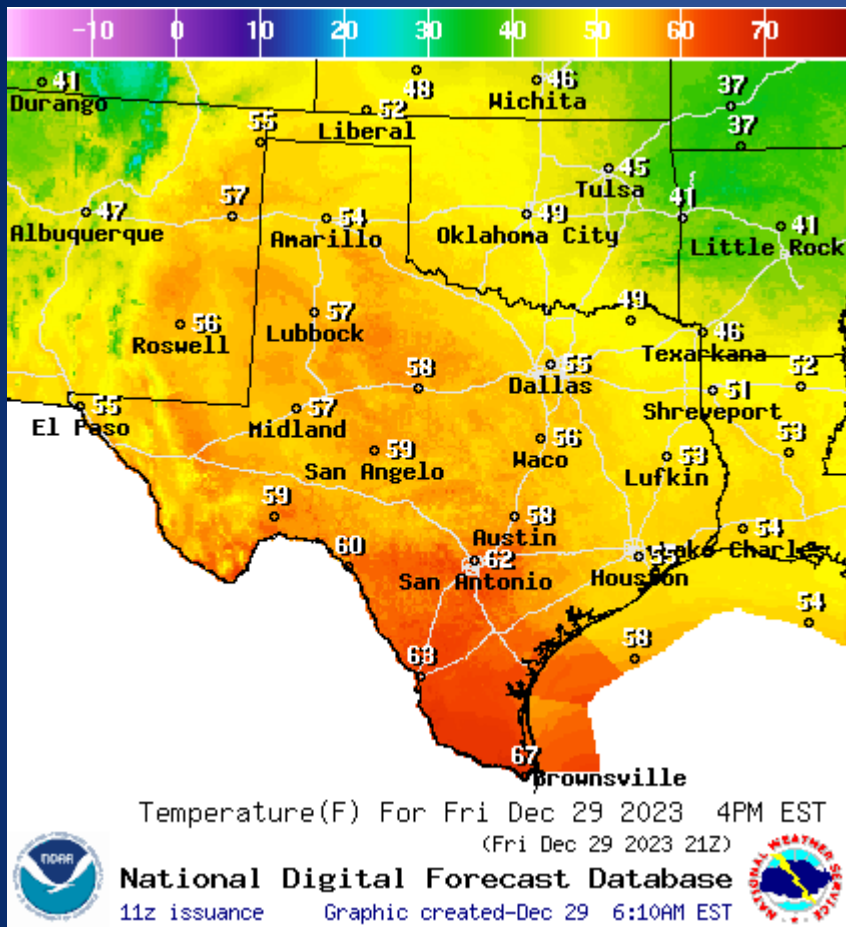 -10 0 10 20 30 40 50 60 70
41 48 46
Durango Wichita 37
52
Liberal
55 37
45
Tulsa
57 47 54 49 41 41
Albuquerque Amarillo Oklahoma City Little Rock
56 57 49
Roswell Lubbock 46
Texarkana
58 55 52
Dallas 51
Shreveport
55 57
El Paso Midland
59 56 53 53
San Angelo Waco Lufkin
59 58 54
Austin Lake Charles
60 62 55
San Antonio Houston
54
58
63
67
Brownsville
Temperature(F) For Fri Dec 29 2023 4PM EST
(Fri Dec 29 2023 21Z)
National Digital Forecast Database
11z issuance Graphic created-Dec 29 6:10AM EST
NOAA
NATIONAL WEATHER SERVICE